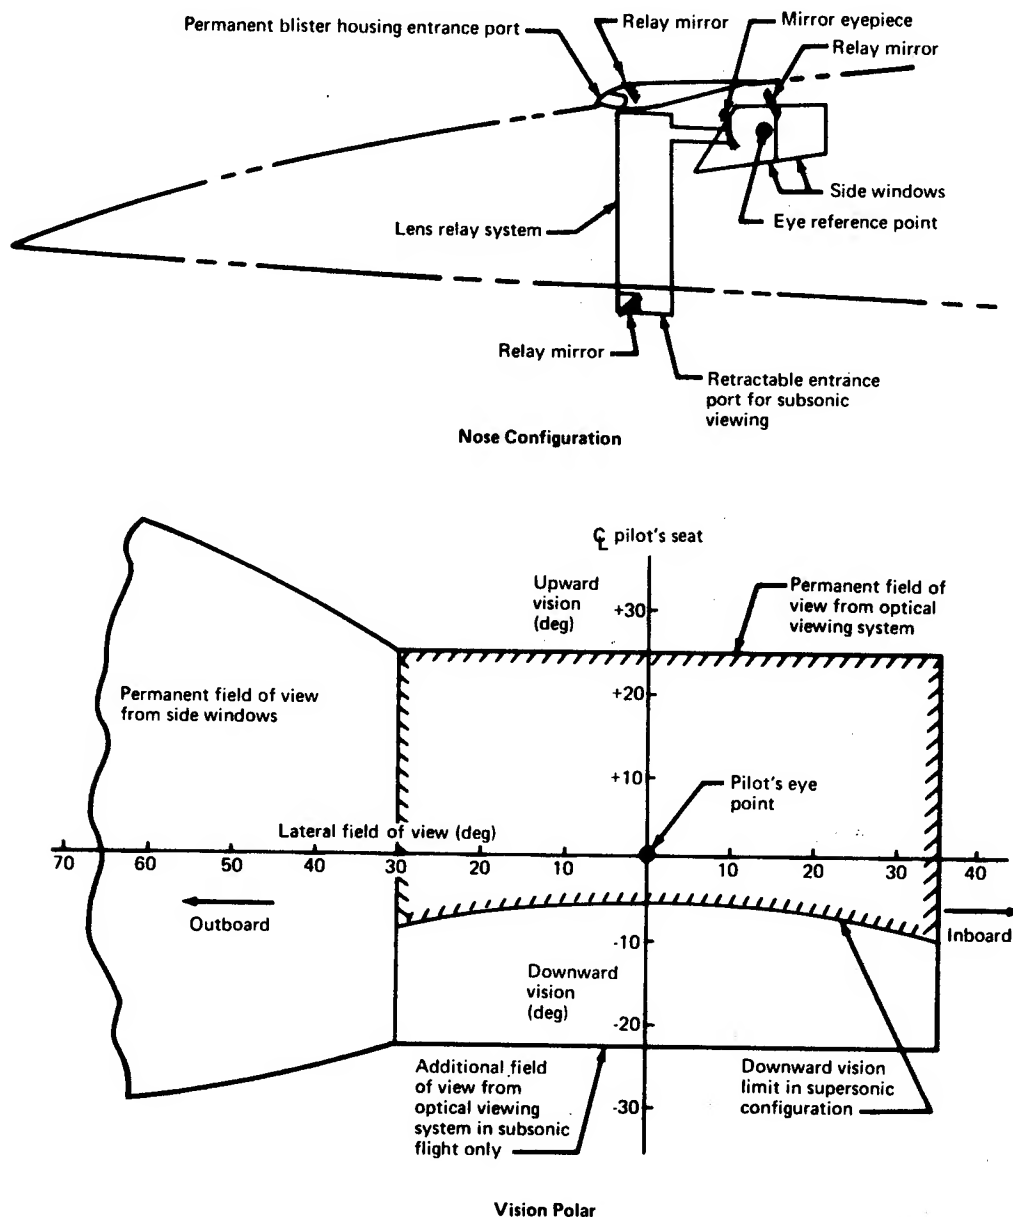 Permanent blister housing entrance port
Relay mirror
Mirror eyepiece
Relay mirror
Side windows
Eye reference point
Lens relay system
Relay mirror
Retractable entrance
port for subsonic
viewing
Nose Configuration
℄ pilot's seat
Upward
vision
(deg)
+30
Permanent field of
view from optical
viewing system
Permanent field of view
from side windows
+20
+10
Pilot's eye
point
Lateral field of view (deg)
70 60 50 40 30 20 10 10 20 30 40
Outboard
Inboard
-10
Downward
vision
(deg)
-20
Additional field
of view from
optical viewing
system in subsonic
flight only
Downward vision
limit in supersonic
configuration
-30
Vision Polar